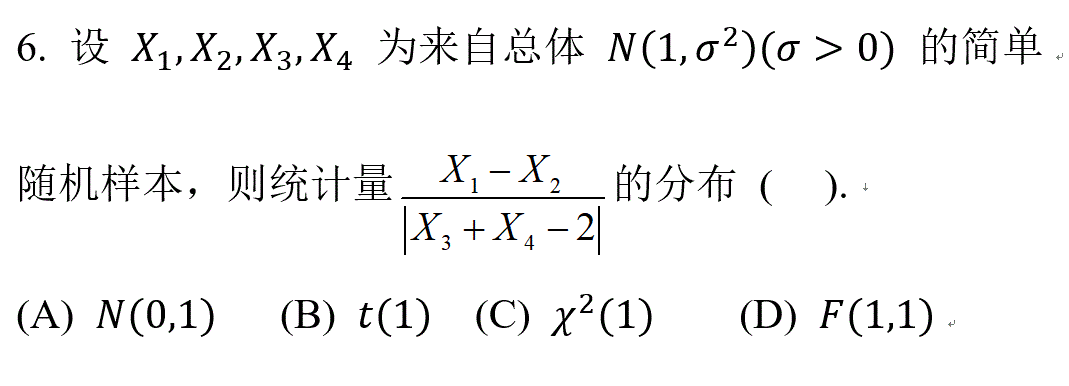 6. 设 X₁,X₂,X₃,X₄ 为来自总体 N(1,σ²)(σ > 0) 的简单
随机样本，则统计量 \frac{X₁−X₂}{|X₃+X₄−2|} 的分布 (    ).
(A) N(0,1)    (B) t(1)    (C) χ²(1)    (D) F(1,1)